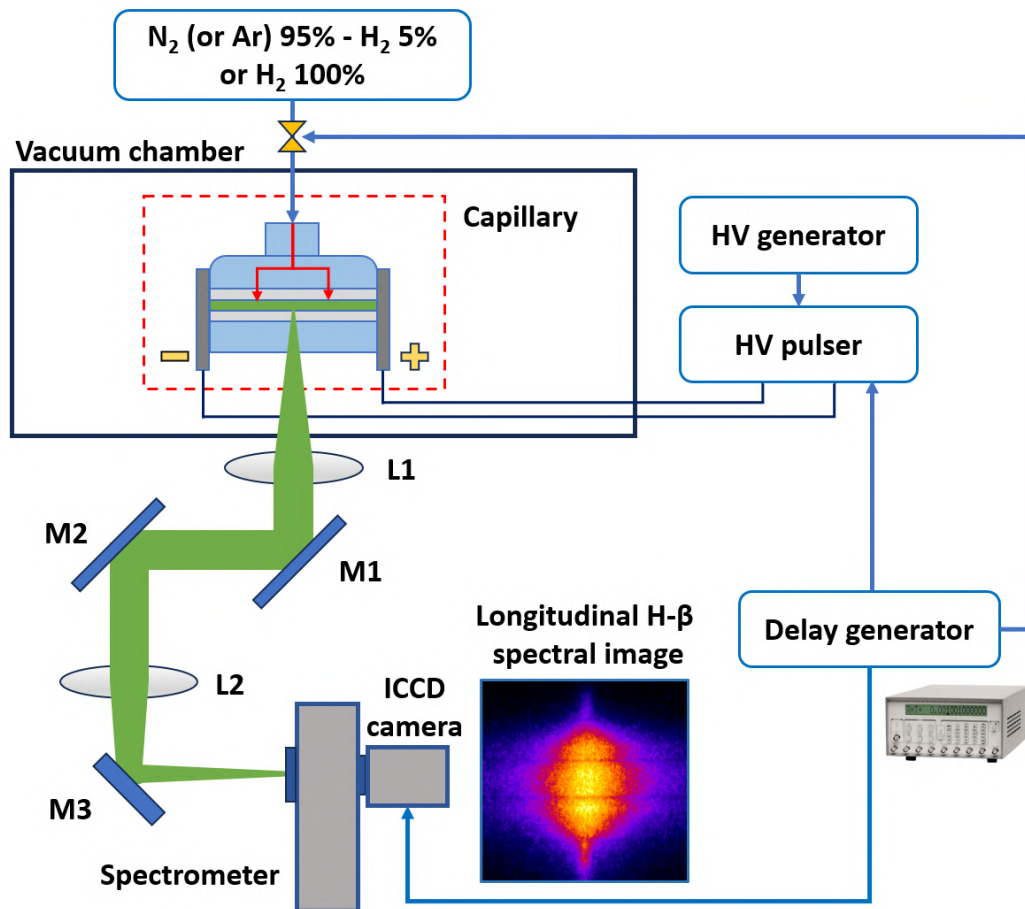 N₂ (or Ar) 95% - H₂ 5%
or H₂ 100%
Vacuum chamber
Capillary
HV generator
HV pulser
L1
M2
M1
Longitudinal H-β
spectral image
Delay generator
L2
ICCD
camera
M3
Spectrometer